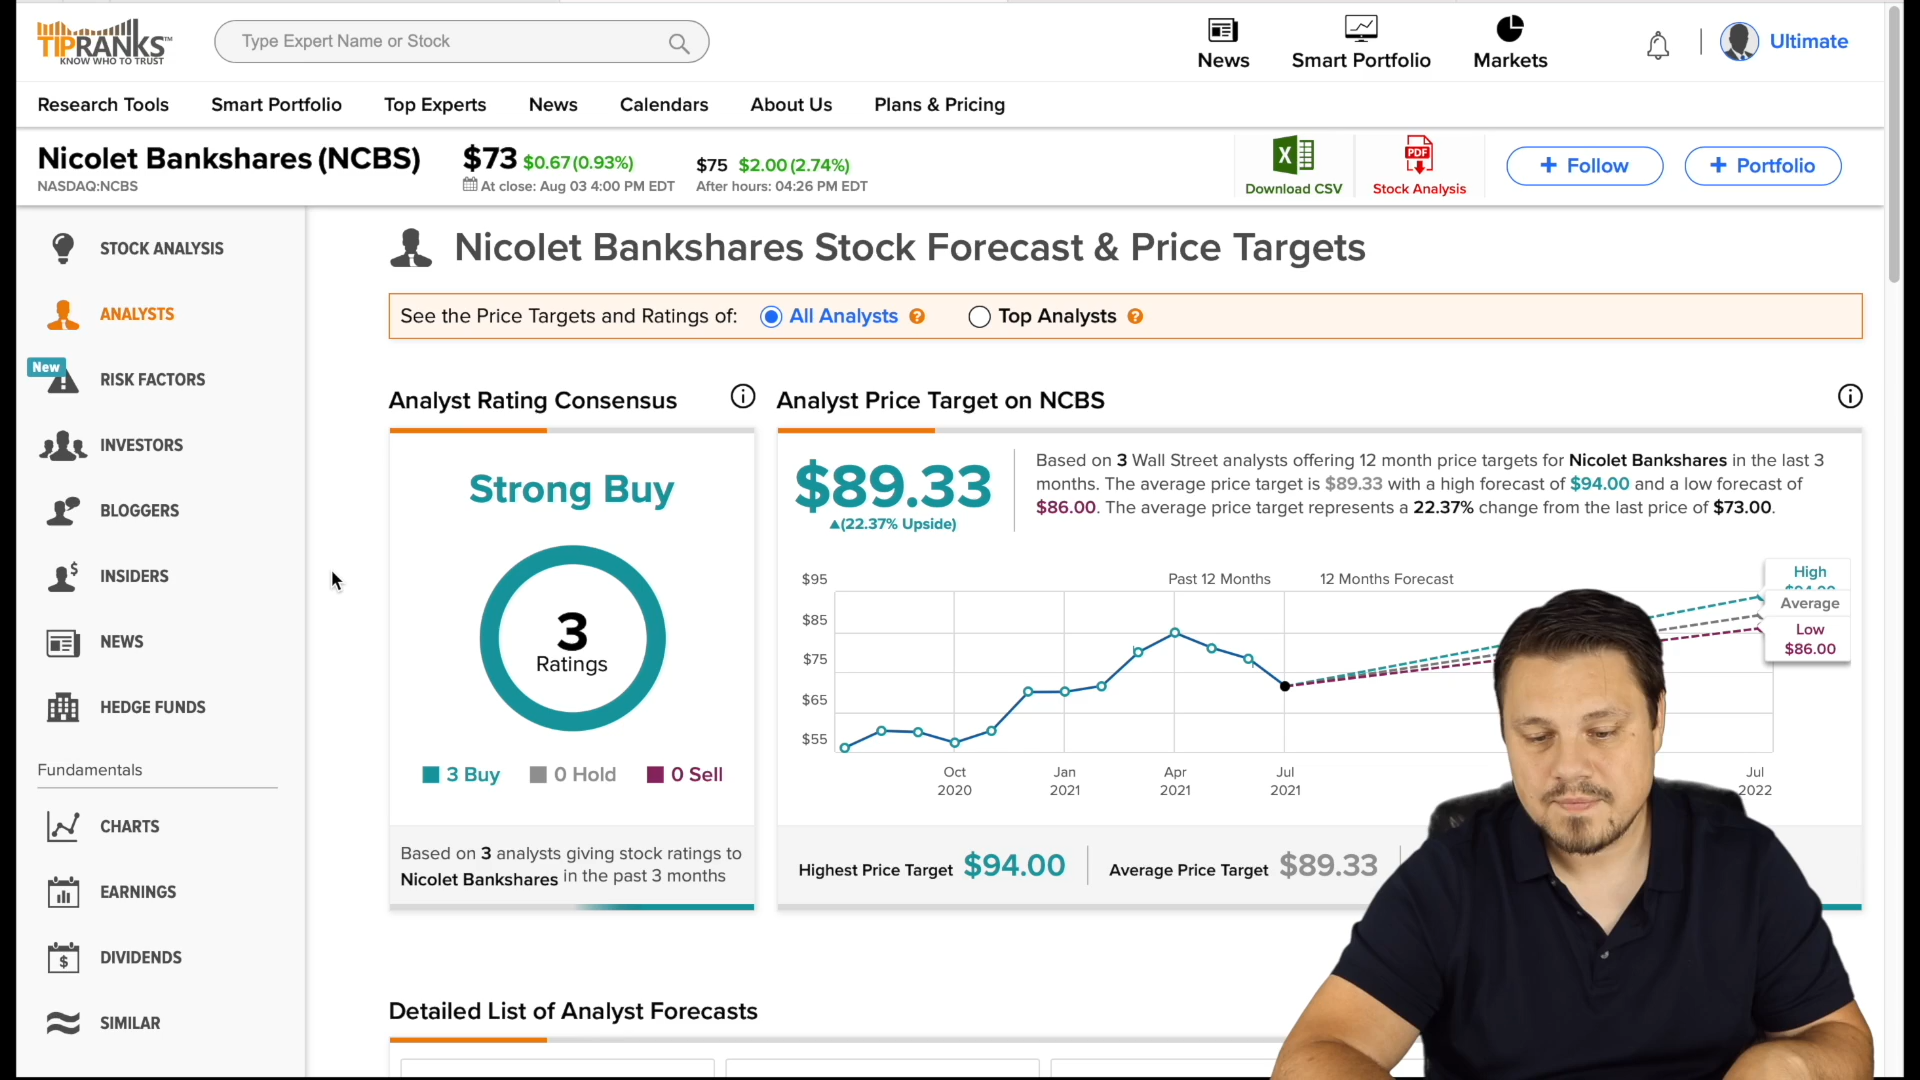 TIPRANKS™
KNOW WHO TO TRUST
Type Expert Name or Stock
News
Smart Portfolio
Markets
Ultimate
Research Tools
Smart Portfolio
Top Experts
News
Calendars
About Us
Plans & Pricing
Nicolet Bankshares (NCBS)
NASDAQ:NCBS
$73 $0.67 (0.93%)
At close: Aug 03 4:00 PM EDT
$75 $2.00 (2.74%)
After hours: 04:26 PM EDT
X
Download CSV
PDF
Stock Analysis
+ Follow
+ Portfolio
STOCK ANALYSIS
ANALYSTS
New
RISK FACTORS
INVESTORS
BLOGGERS
$
INSIDERS
NEWS
HEDGE FUNDS
Fundamentals
CHARTS
EARNINGS
$
DIVIDENDS
SIMILAR
Nicolet Bankshares Stock Forecast & Price Targets
See the Price Targets and Ratings of: All Analysts ? Top Analysts ?
Analyst Rating Consensus i
Strong Buy
3
Ratings
3 Buy 0 Hold 0 Sell
Based on 3 analysts giving stock ratings to
Nicolet Bankshares in the past 3 months
Analyst Price Target on NCBS i
$89.33
▲(22.37% Upside)
Based on 3 Wall Street analysts offering 12 month price targets for Nicolet Bankshares in the last 3
months. The average price target is $89.33 with a high forecast of $94.00 and a low forecast of
$86.00. The average price target represents a 22.37% change from the last price of $73.00.
Past 12 Months 12 Months Forecast
$95
$85
$75
$65
$55
High
$94.00
Average
Low
$86.00
Oct Jan Apr Jul Jul
2020 2021 2021 2021 2022
Highest Price Target $94.00
Average Price Target $89.33
Detailed List of Analyst Forecasts